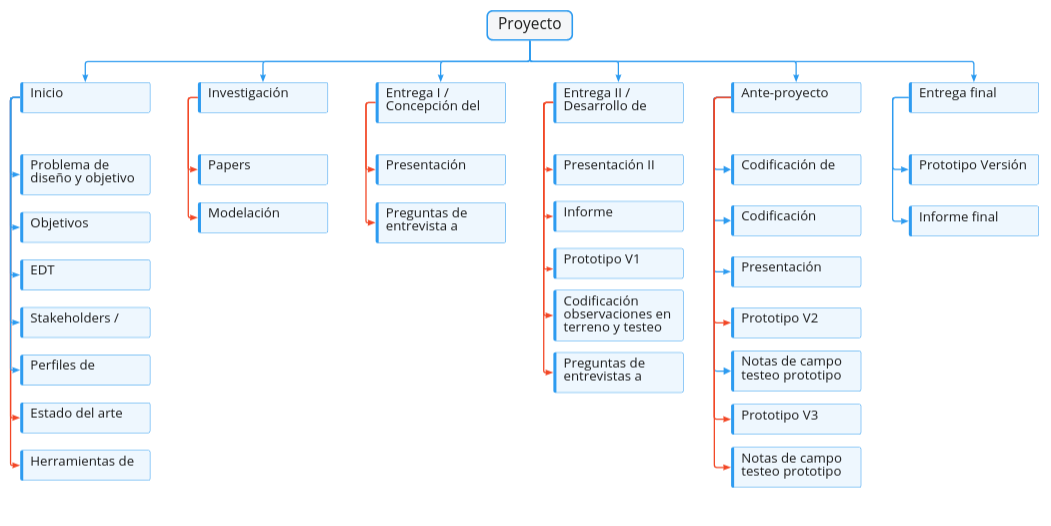 Proyecto
Inicio
Problema de
diseño y objetivo
Objetivos
EDT
Stakeholders /
Perfiles de
Estado del arte
Herramientas de
Investigación
Papers
Modelación
Entrega I /
Concepción del
Presentación
Preguntas de
entrevista a
Entrega II /
Desarrollo de
Presentación II
Informe
Prototipo V1
Codificación
observaciones en
terreno y testeo
Preguntas de
entrevistas a
Ante-proyecto
Codificación de
Codificación
Presentación
Prototipo V2
Notas de campo
testeo prototipo
Prototipo V3
Notas de campo
testeo prototipo
Entrega final
Prototipo Versión
Informe final